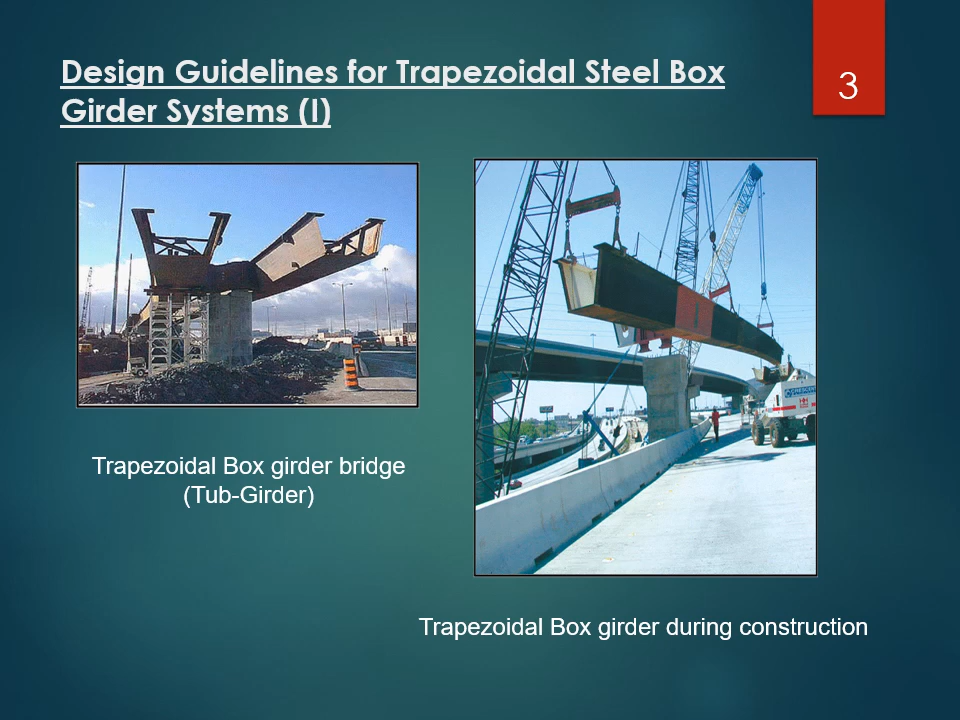 Design Guidelines for Trapezoidal Steel Box
Girder Systems (I)
3
Trapezoidal Box girder bridge
(Tub-Girder)
Trapezoidal Box girder during construction